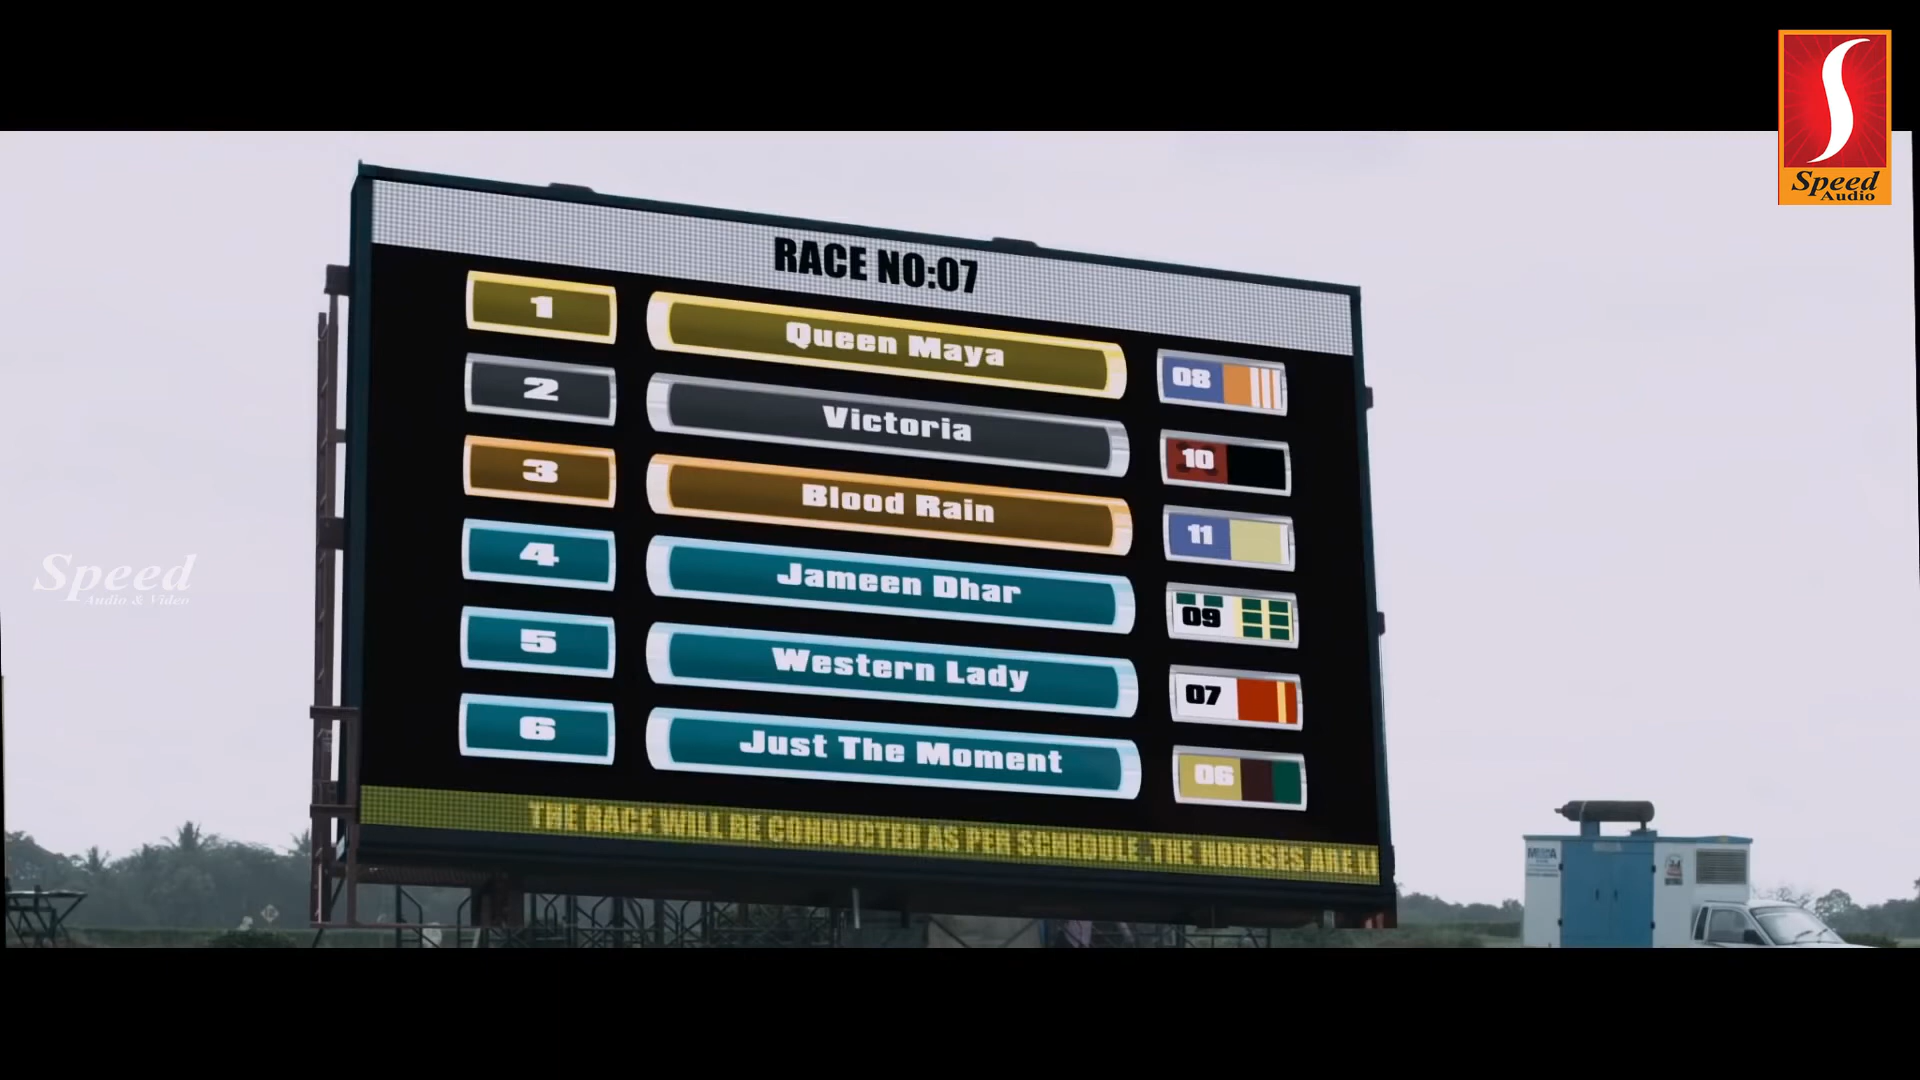 S
Speed
Audio
RACE NO:07
1 Queen Maya 08
2 Victoria 10
3 Blood Rain 11
4 Jameen Dhar 09
5 Western Lady 07
6 Just The Moment 06
THE RACE WILL BE CONDUCTED AS PER SCHEDULE .THE HORESES ARE LI
Speed
Audio & Video